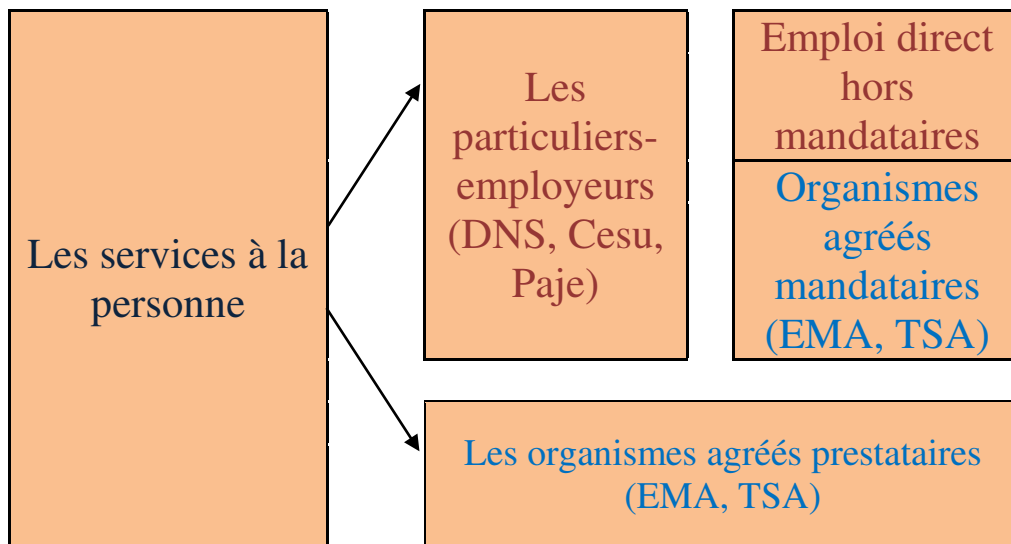 Les services à la
personne
Les
particuliers-
employeurs
(DNS, Cesu,
Paje)
Emploi direct
hors
mandataires
Organismes
agréés
mandataires
(EMA, TSA)
Les organismes agréés prestataires
(EMA, TSA)